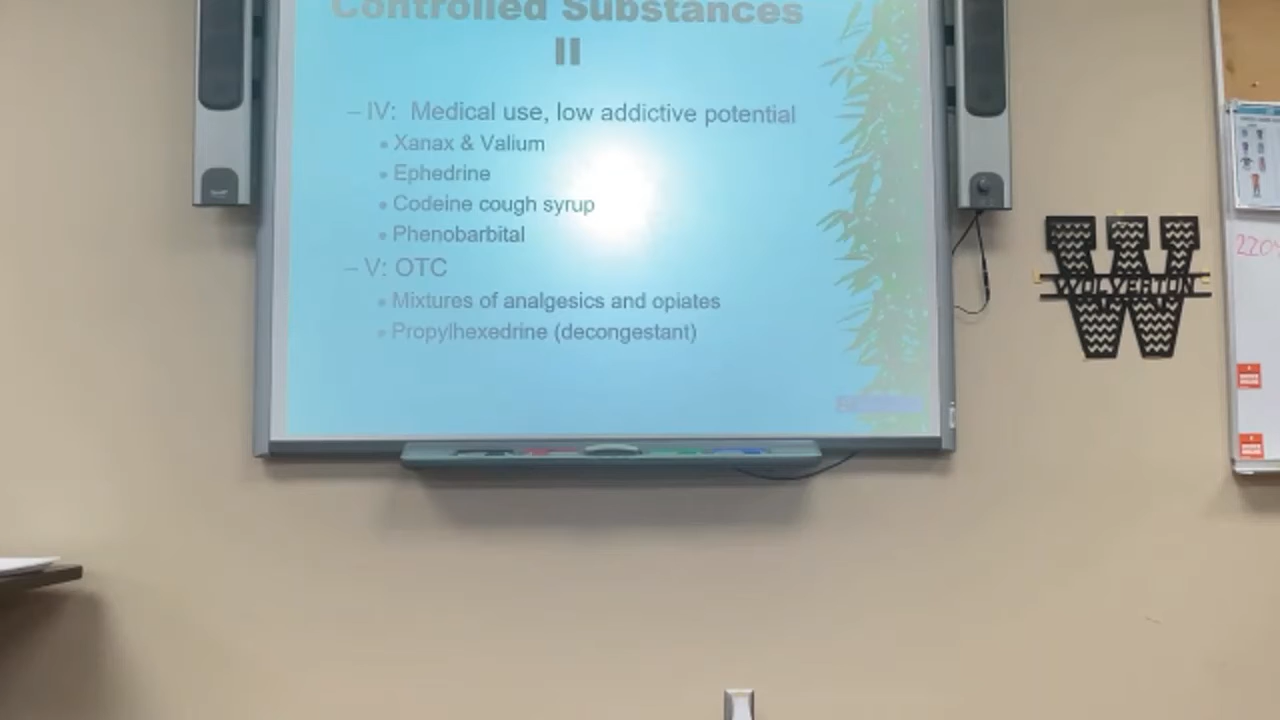 Controlled Substances
II
– IV: Medical use, low addictive potential
• Xanax & Valium
• Ephedrine
• Codeine cough syrup
• Phenobarbital
– V: OTC
• Mixtures of analgesics and opiates
• Propylhexedrine (decongestant)
W
WOLVERTON
220